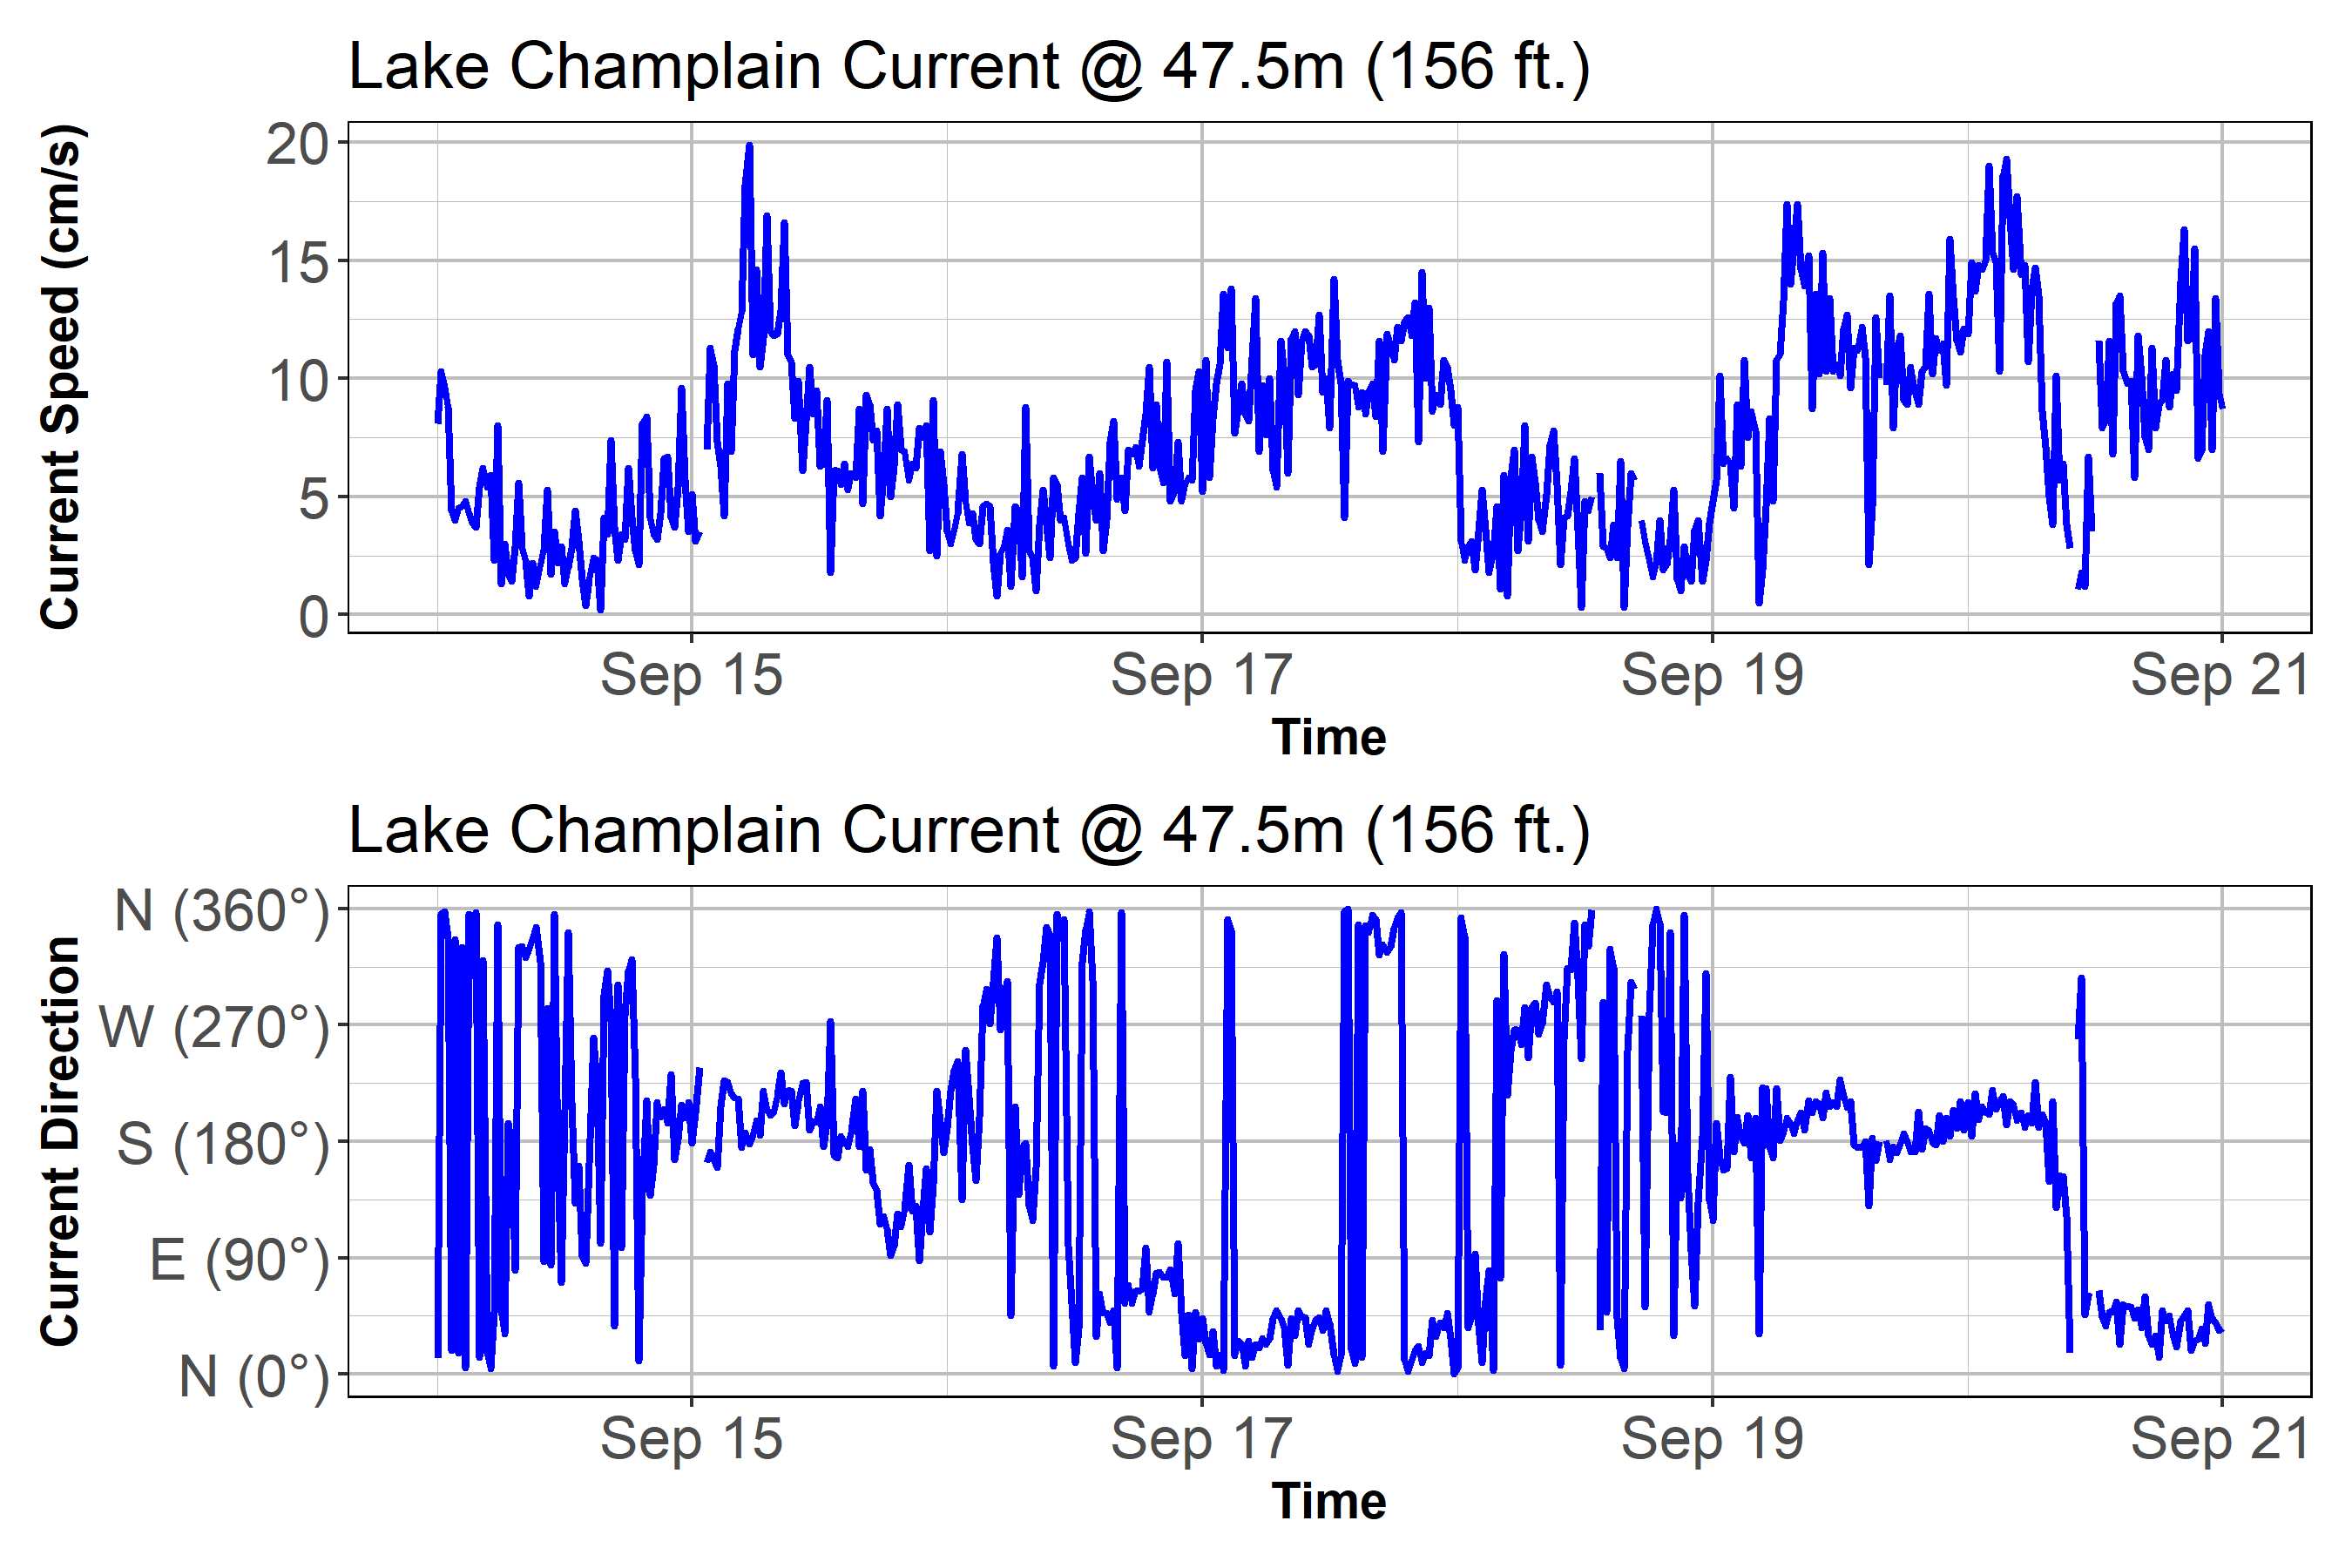 Lake Champlain Current @ 47.5m (156 ft.)
Current Speed (cm/s)
20
15
10
5
0
Sep 15
Sep 17
Sep 19
Sep 21
Time
Lake Champlain Current @ 47.5m (156 ft.)
Current Direction
N (360°)
W (270°)
S (180°)
E (90°)
N (0°)
Sep 15
Sep 17
Sep 19
Sep 21
Time